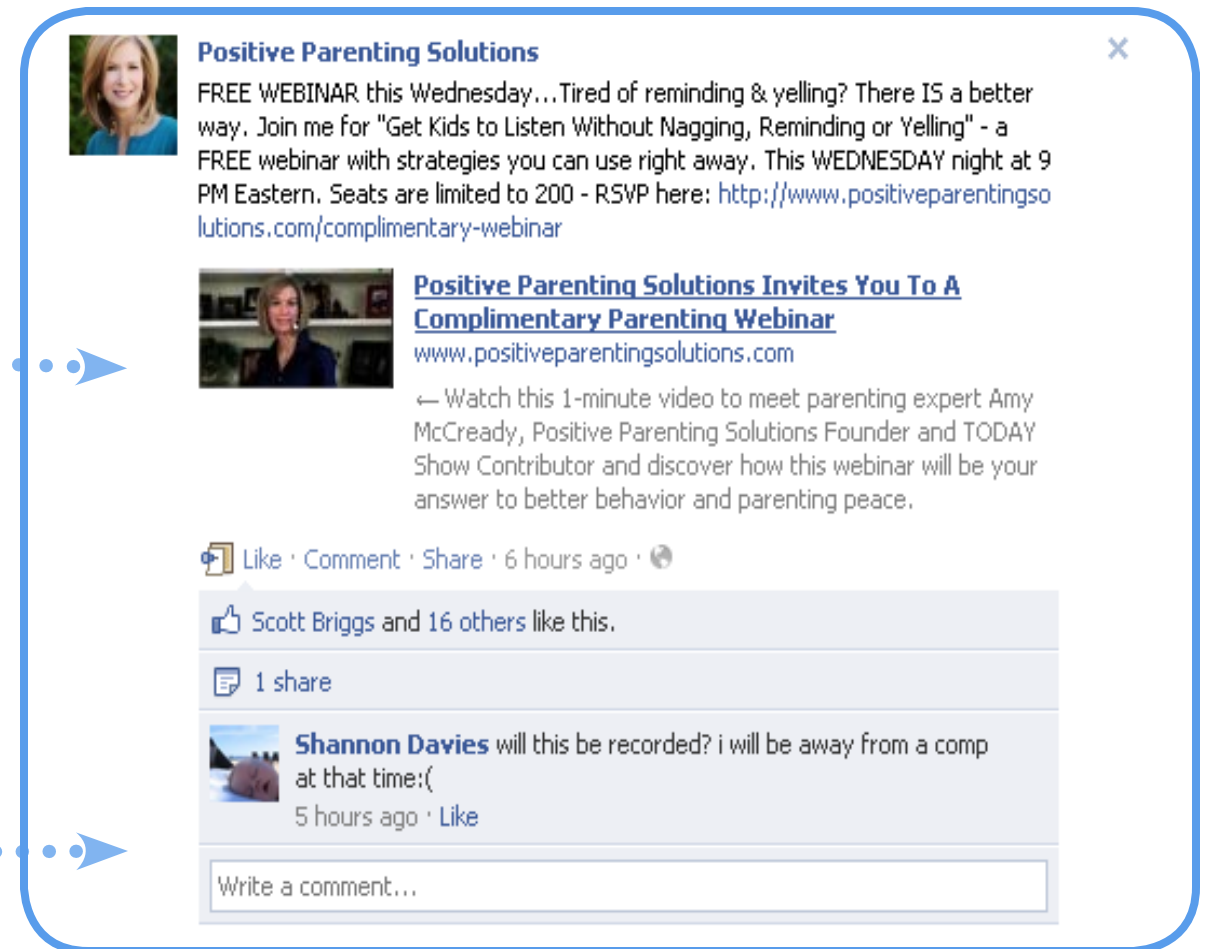 Positive Parenting Solutions
FREE WEBINAR this Wednesday...Tired of reminding & yelling? There IS a better
way. Join me for "Get Kids to Listen Without Nagging, Reminding or Yelling" - a
FREE webinar with strategies you can use right away. This WEDNESDAY night at 9
PM Eastern. Seats are limited to 200 - RSVP here: http://www.positiveparentingso
lutions.com/complimentary-webinar
Positive Parenting Solutions Invites You To A
Complimentary Parenting Webinar
www.positiveparentingsolutions.com
← Watch this 1-minute video to meet parenting expert Amy
McCready, Positive Parenting Solutions Founder and TODAY
Show Contributor and discover how this webinar will be your
answer to better behavior and parenting peace.
Like · Comment · Share · 6 hours ago ·
Scott Briggs and 16 others like this.
1 share
Shannon Davies will this be recorded? i will be away from a comp
at that time:(
5 hours ago · Like
Write a comment...